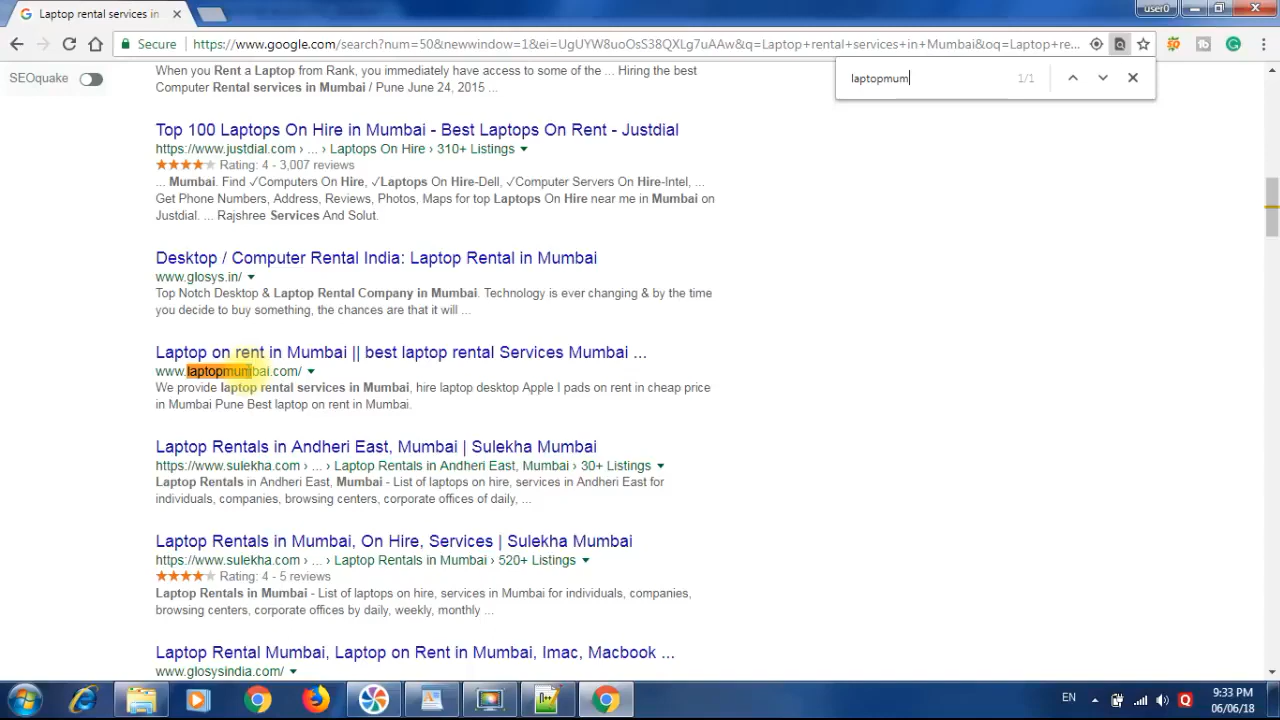 Laptop rental services in
user0
Secure
https://www.google.com/search?num=50&newwindow=1&ei=UgUYW8uoOsS38QXLg7uAAw&q=Laptop+rental+services+in+Mumbai&oq=Laptop+re...
SEOquake
laptopmum
1/1
When you Rent a Laptop from Rank, you immediately have access to some of the ... Hiring the best
Computer Rental services in Mumbai / Pune June 24, 2015 ...
Top 100 Laptops On Hire in Mumbai - Best Laptops On Rent - Justdial
https://www.justdial.com › ... › Laptops On Hire › 310+ Listings
Rating: 4 - 3,007 reviews
... Mumbai. Find ✓Computers On Hire, ✓Laptops On Hire-Dell, ✓Computer Servers On Hire-Intel, ...
Get Phone Numbers, Address, Reviews, Photos, Maps for top Laptops On Hire near me in Mumbai on
Justdial. ... Rajshree Services And Solut.
Desktop / Computer Rental India: Laptop Rental in Mumbai
www.glosys.in/
Top Notch Desktop & Laptop Rental Company in Mumbai. Technology is ever changing & by the time
you decide to buy something, the chances are that it will ...
Laptop on rent in Mumbai || best laptop rental Services Mumbai ...
www.laptopmumbai.com/
We provide laptop rental services in Mumbai, hire laptop desktop Apple I pads on rent in cheap price
in Mumbai Pune Best laptop on rent in Mumbai.
Laptop Rentals in Andheri East, Mumbai | Sulekha Mumbai
https://www.sulekha.com › ... › Laptop Rentals in Andheri East, Mumbai › 30+ Listings
Laptop Rentals in Andheri East, Mumbai - List of laptops on hire, services in Andheri East for
individuals, companies, browsing centers, corporate offices of daily, ...
Laptop Rentals in Mumbai, On Hire, Services | Sulekha Mumbai
https://www.sulekha.com › ... › Laptop Rentals in Mumbai › 520+ Listings
Rating: 4 - 5 reviews
Laptop Rentals in Mumbai - List of laptops on hire, services in Mumbai for individuals, companies,
browsing centers, corporate offices by daily, weekly, monthly ...
Laptop Rental Mumbai, Laptop on Rent in Mumbai, Imac, Macbook ...
www.glosysindia.com/
EN
9:33 PM
06/06/18